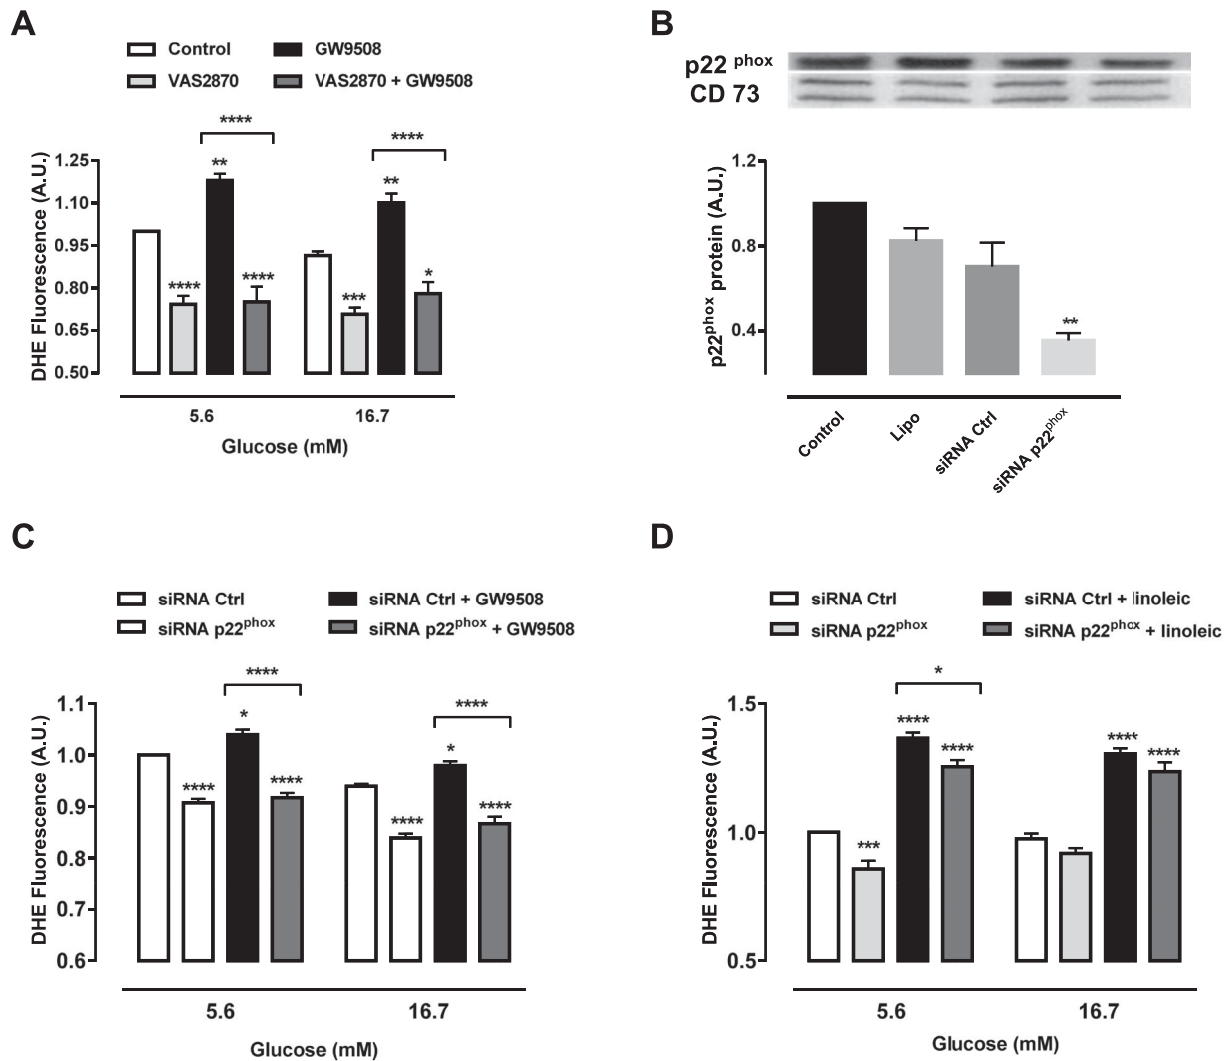 A
Control GW9508
VAS2870 VAS2870 + GW9508
****
****
**
**
****
****
***
*
DHE Fluorescence (A.U.)
1.25
1.10
0.95
0.80
0.65
0.50
5.6 16.7
Glucose (mM)
B
p22 phox
CD 73
p22phox protein (A.U.)
1.2
0.8
0.4
**
Control
Lipo
siRNA Ctrl
siRNA p22phox
C
siRNA Ctrl siRNA Ctrl + GW9508
siRNA p22phox siRNA p22phox + GW9508
****
****
*
*
****
****
****
****
DHE Fluorescence (A.U.)
1.1
1.0
0.9
0.8
0.7
0.6
5.6 16.7
Glucose (mM)
D
siRNA Ctrl siRNA Ctrl + linoleic
siRNA p22phox siRNA p22phox + linoleic
*
****
****
****
****
***
DHE Fluorescence (A.U.)
1.5
1.0
0.5
5.6 16.7
Glucose (mM)